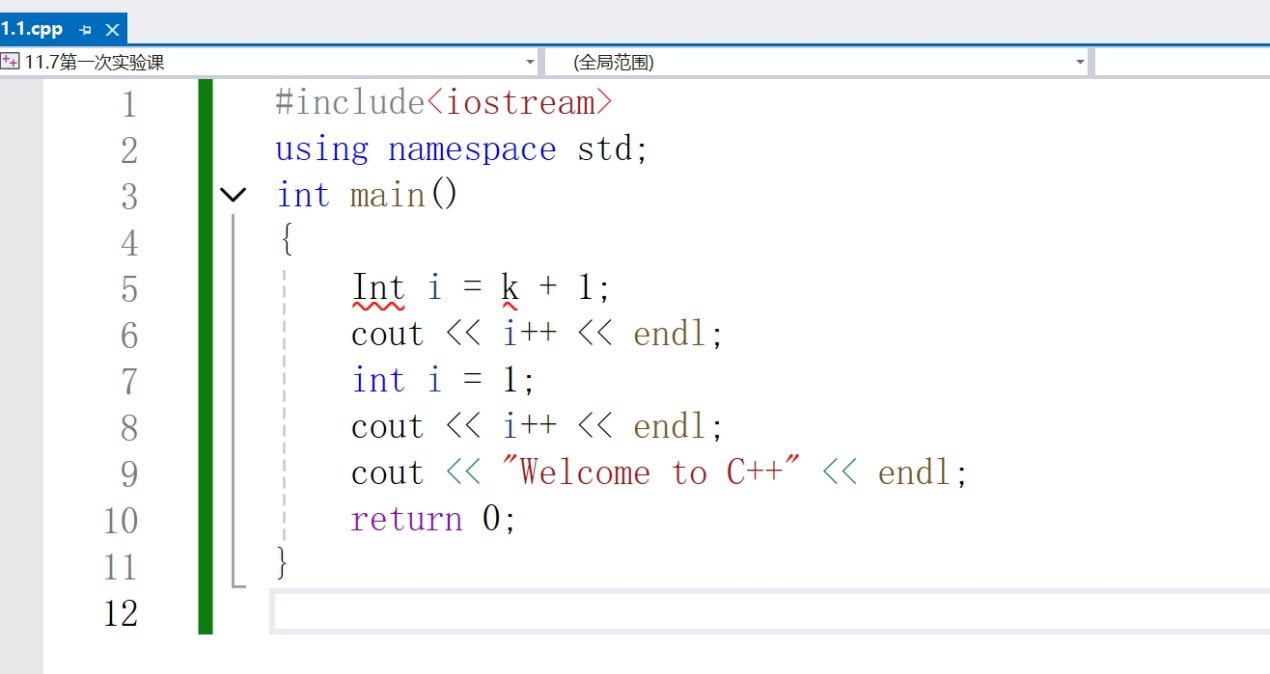 1.1.cpp
11.7第一次实验课 (全局范围)
1 #include<iostream>
2 using namespace std;
3 int main()
4 {
5 Int i = k + 1;
6 cout << i++ << endl;
7 int i = 1;
8 cout << i++ << endl;
9 cout << "Welcome to C++" << endl;
10 return 0;
11 }
12